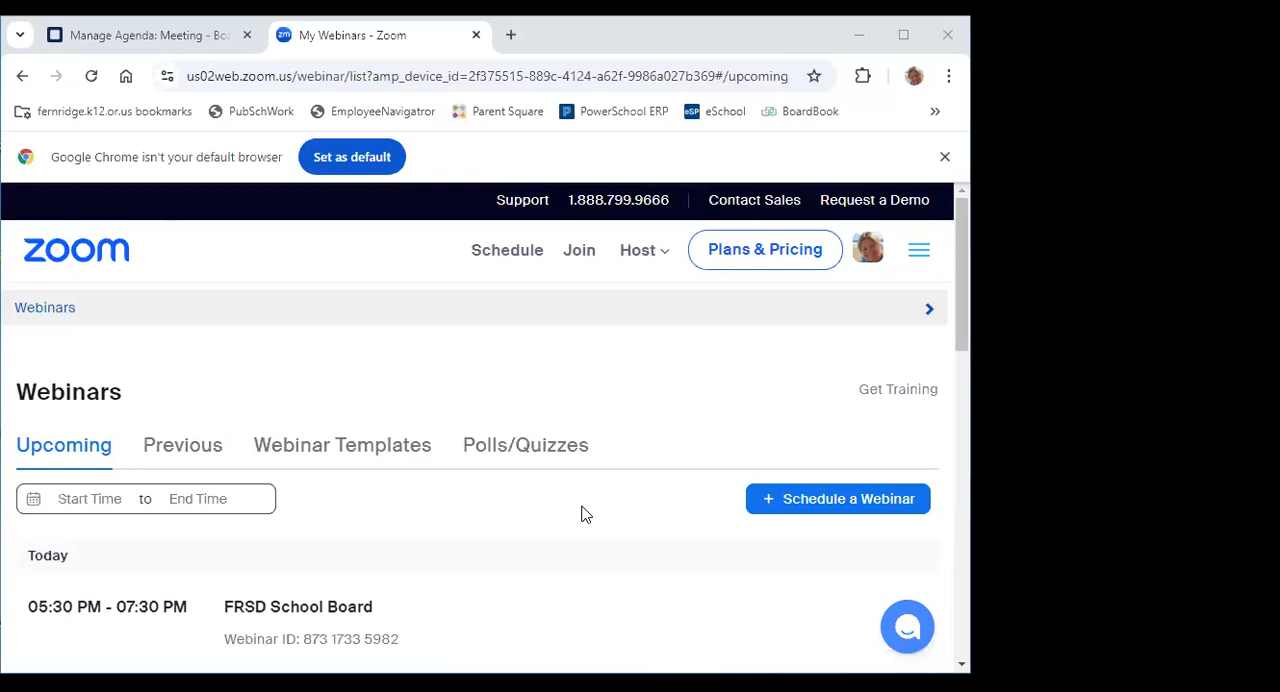 Manage Agenda: Meeting - Bo
zm My Webinars - Zoom
us02web.zoom.us/webinar/list?amp_device_id=2f375515-889c-4124-a62f-9986a027b369#/upcoming
fernridge.k12.or.us bookmarks PubSchWork EmployeeNavigatror Parent Square P PowerSchool ERP eSP eSchool BoardBook »
Google Chrome isn't your default browser Set as default
Support 1.888.799.9666 Contact Sales Request a Demo
zoom Schedule Join Host Plans & Pricing
Webinars
Webinars Get Training
Upcoming Previous Webinar Templates Polls/Quizzes
Start Time to End Time + Schedule a Webinar
Today
05:30 PM - 07:30 PM FRSD School Board
Webinar ID: 873 1733 5982